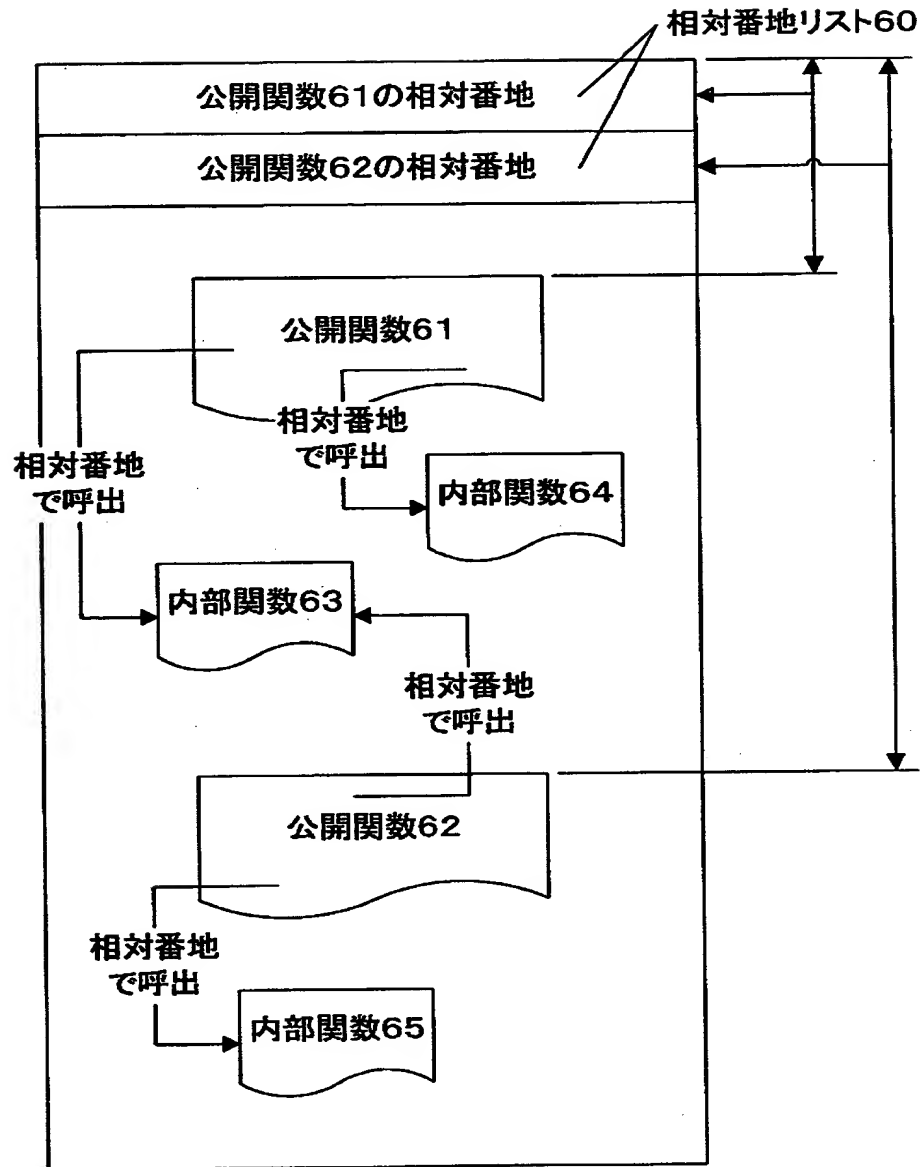 相対番地リスト60
公開関数61の相対番地
公開関数62の相対番地
公開関数61
相対番地
で呼出
相対番地
で呼出
内部関数64
内部関数63
相対番地
で呼出
公開関数62
相対番地
で呼出
内部関数65